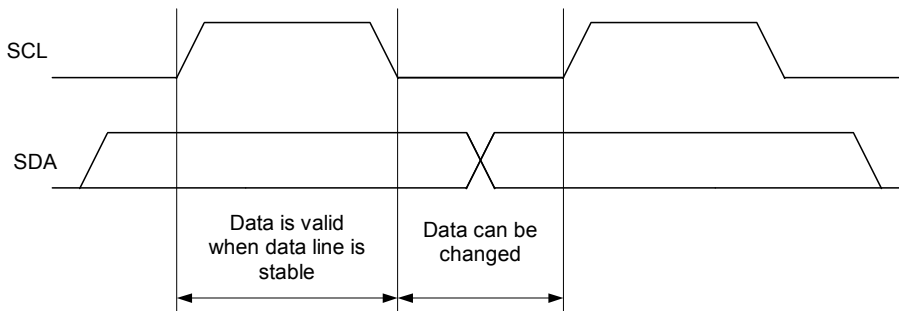 SCL
SDA
Data is valid
when data line is
stable
Data can be
changed